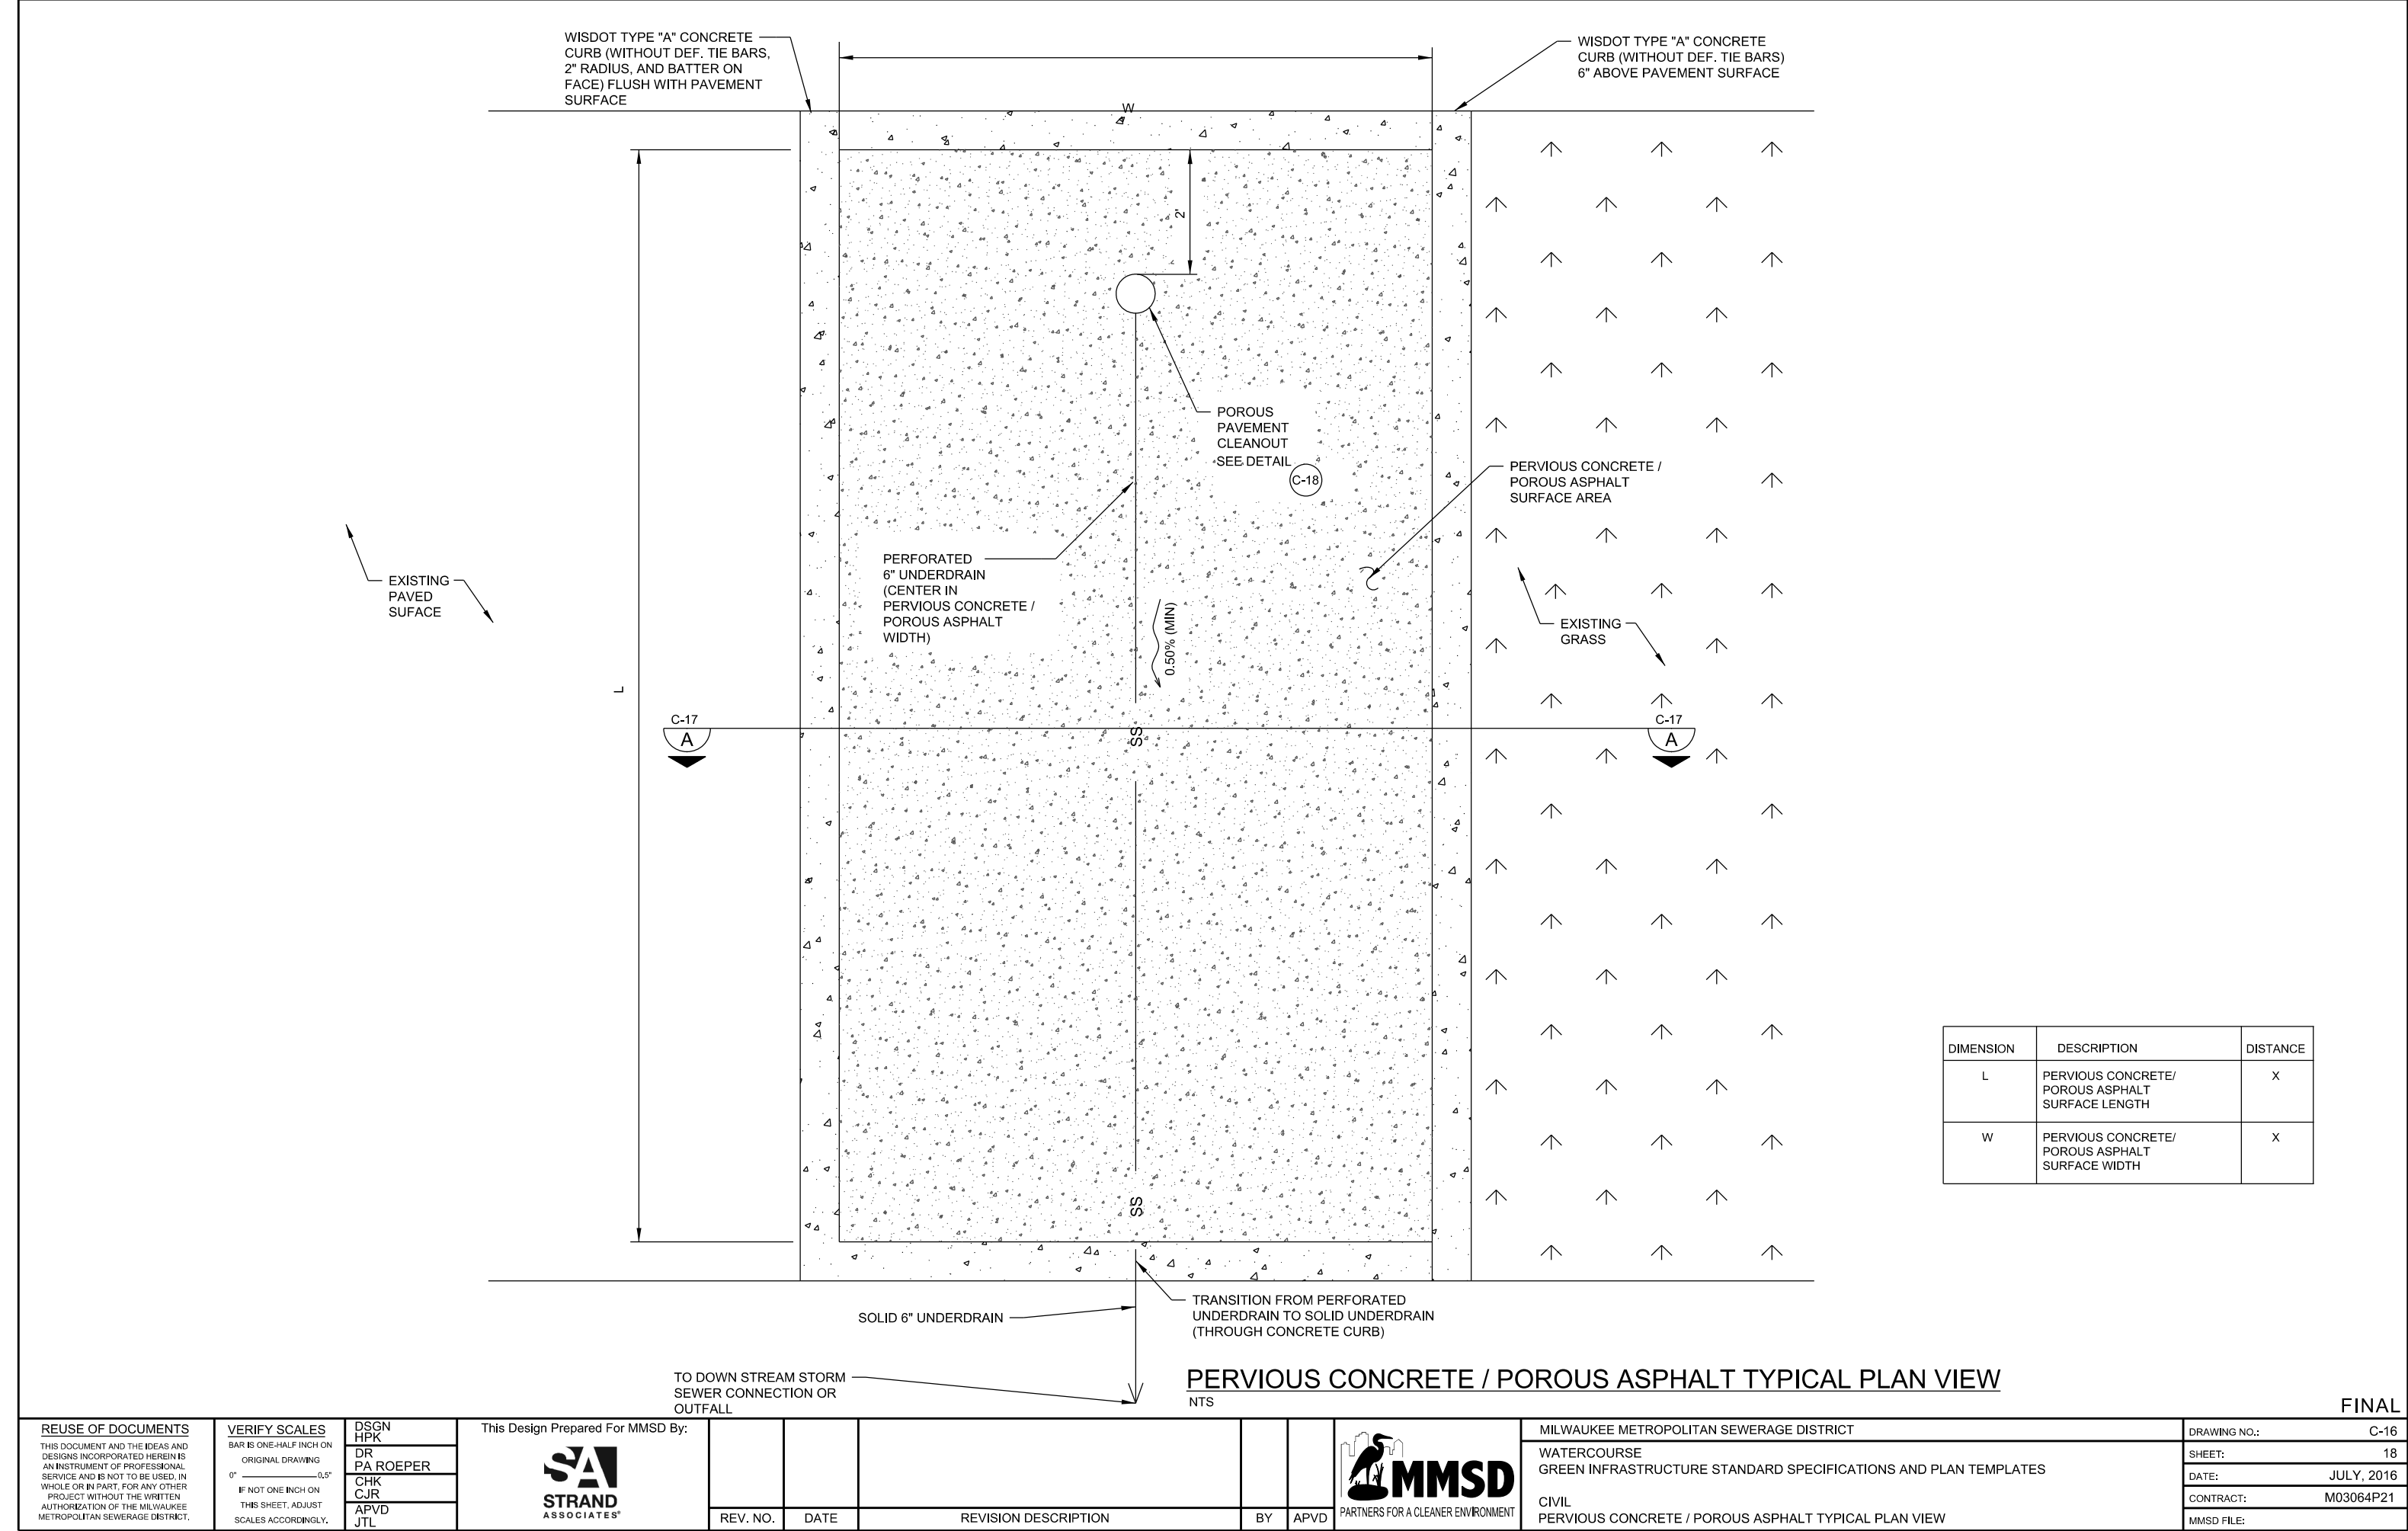 WISDOT TYPE "A" CONCRETE
CURB (WITHOUT DEF. TIE BARS,
2" RADIUS, AND BATTER ON
FACE) FLUSH WITH PAVEMENT
SURFACE
WISDOT TYPE "A" CONCRETE
CURB (WITHOUT DEF. TIE BARS)
6" ABOVE PAVEMENT SURFACE
W
2'
POROUS
PAVEMENT
CLEANOUT
SEE DETAIL
C-18
PERVIOUS CONCRETE /
POROUS ASPHALT
SURFACE AREA
PERFORATED
6" UNDERDRAIN
(CENTER IN
PERVIOUS CONCRETE /
POROUS ASPHALT
WIDTH)
0.50% (MIN)
EXISTING
PAVED
SUFACE
EXISTING
GRASS
L
C-17
A
C-17
A
SS
SS
DIMENSION DESCRIPTION DISTANCE
L PERVIOUS CONCRETE/ X
POROUS ASPHALT
SURFACE LENGTH
W PERVIOUS CONCRETE/ X
POROUS ASPHALT
SURFACE WIDTH
SOLID 6" UNDERDRAIN
TRANSITION FROM PERFORATED
UNDERDRAIN TO SOLID UNDERDRAIN
(THROUGH CONCRETE CURB)
TO DOWN STREAM STORM
SEWER CONNECTION OR
OUTFALL
PERVIOUS CONCRETE / POROUS ASPHALT TYPICAL PLAN VIEW
NTS
FINAL
REUSE OF DOCUMENTS
THIS DOCUMENT AND THE IDEAS AND
DESIGNS INCORPORATED HEREIN IS
AN INSTRUMENT OF PROFESSIONAL
SERVICE AND IS NOT TO BE USED, IN
WHOLE OR IN PART, FOR ANY OTHER
PROJECT WITHOUT THE WRITTEN
AUTHORIZATION OF THE MILWAUKEE
METROPOLITAN SEWERAGE DISTRICT.
VERIFY SCALES
BAR IS ONE-HALF INCH ON
ORIGINAL DRAWING
0" 0.5"
IF NOT ONE INCH ON
THIS SHEET, ADJUST
SCALES ACCORDINGLY.
DSGN
HPK
DR
PA ROEPER
CHK
CJR
APVD
JTL
This Design Prepared For MMSD By:
SA
STRAND
ASSOCIATES®
REV. NO. DATE REVISION DESCRIPTION BY APVD
MMSD
PARTNERS FOR A CLEANER ENVIRONMENT
MILWAUKEE METROPOLITAN SEWERAGE DISTRICT
WATERCOURSE
GREEN INFRASTRUCTURE STANDARD SPECIFICATIONS AND PLAN TEMPLATES
CIVIL
PERVIOUS CONCRETE / POROUS ASPHALT TYPICAL PLAN VIEW
DRAWING NO.: C-16
SHEET: 18
DATE: JULY, 2016
CONTRACT: M03064P21
MMSD FILE: